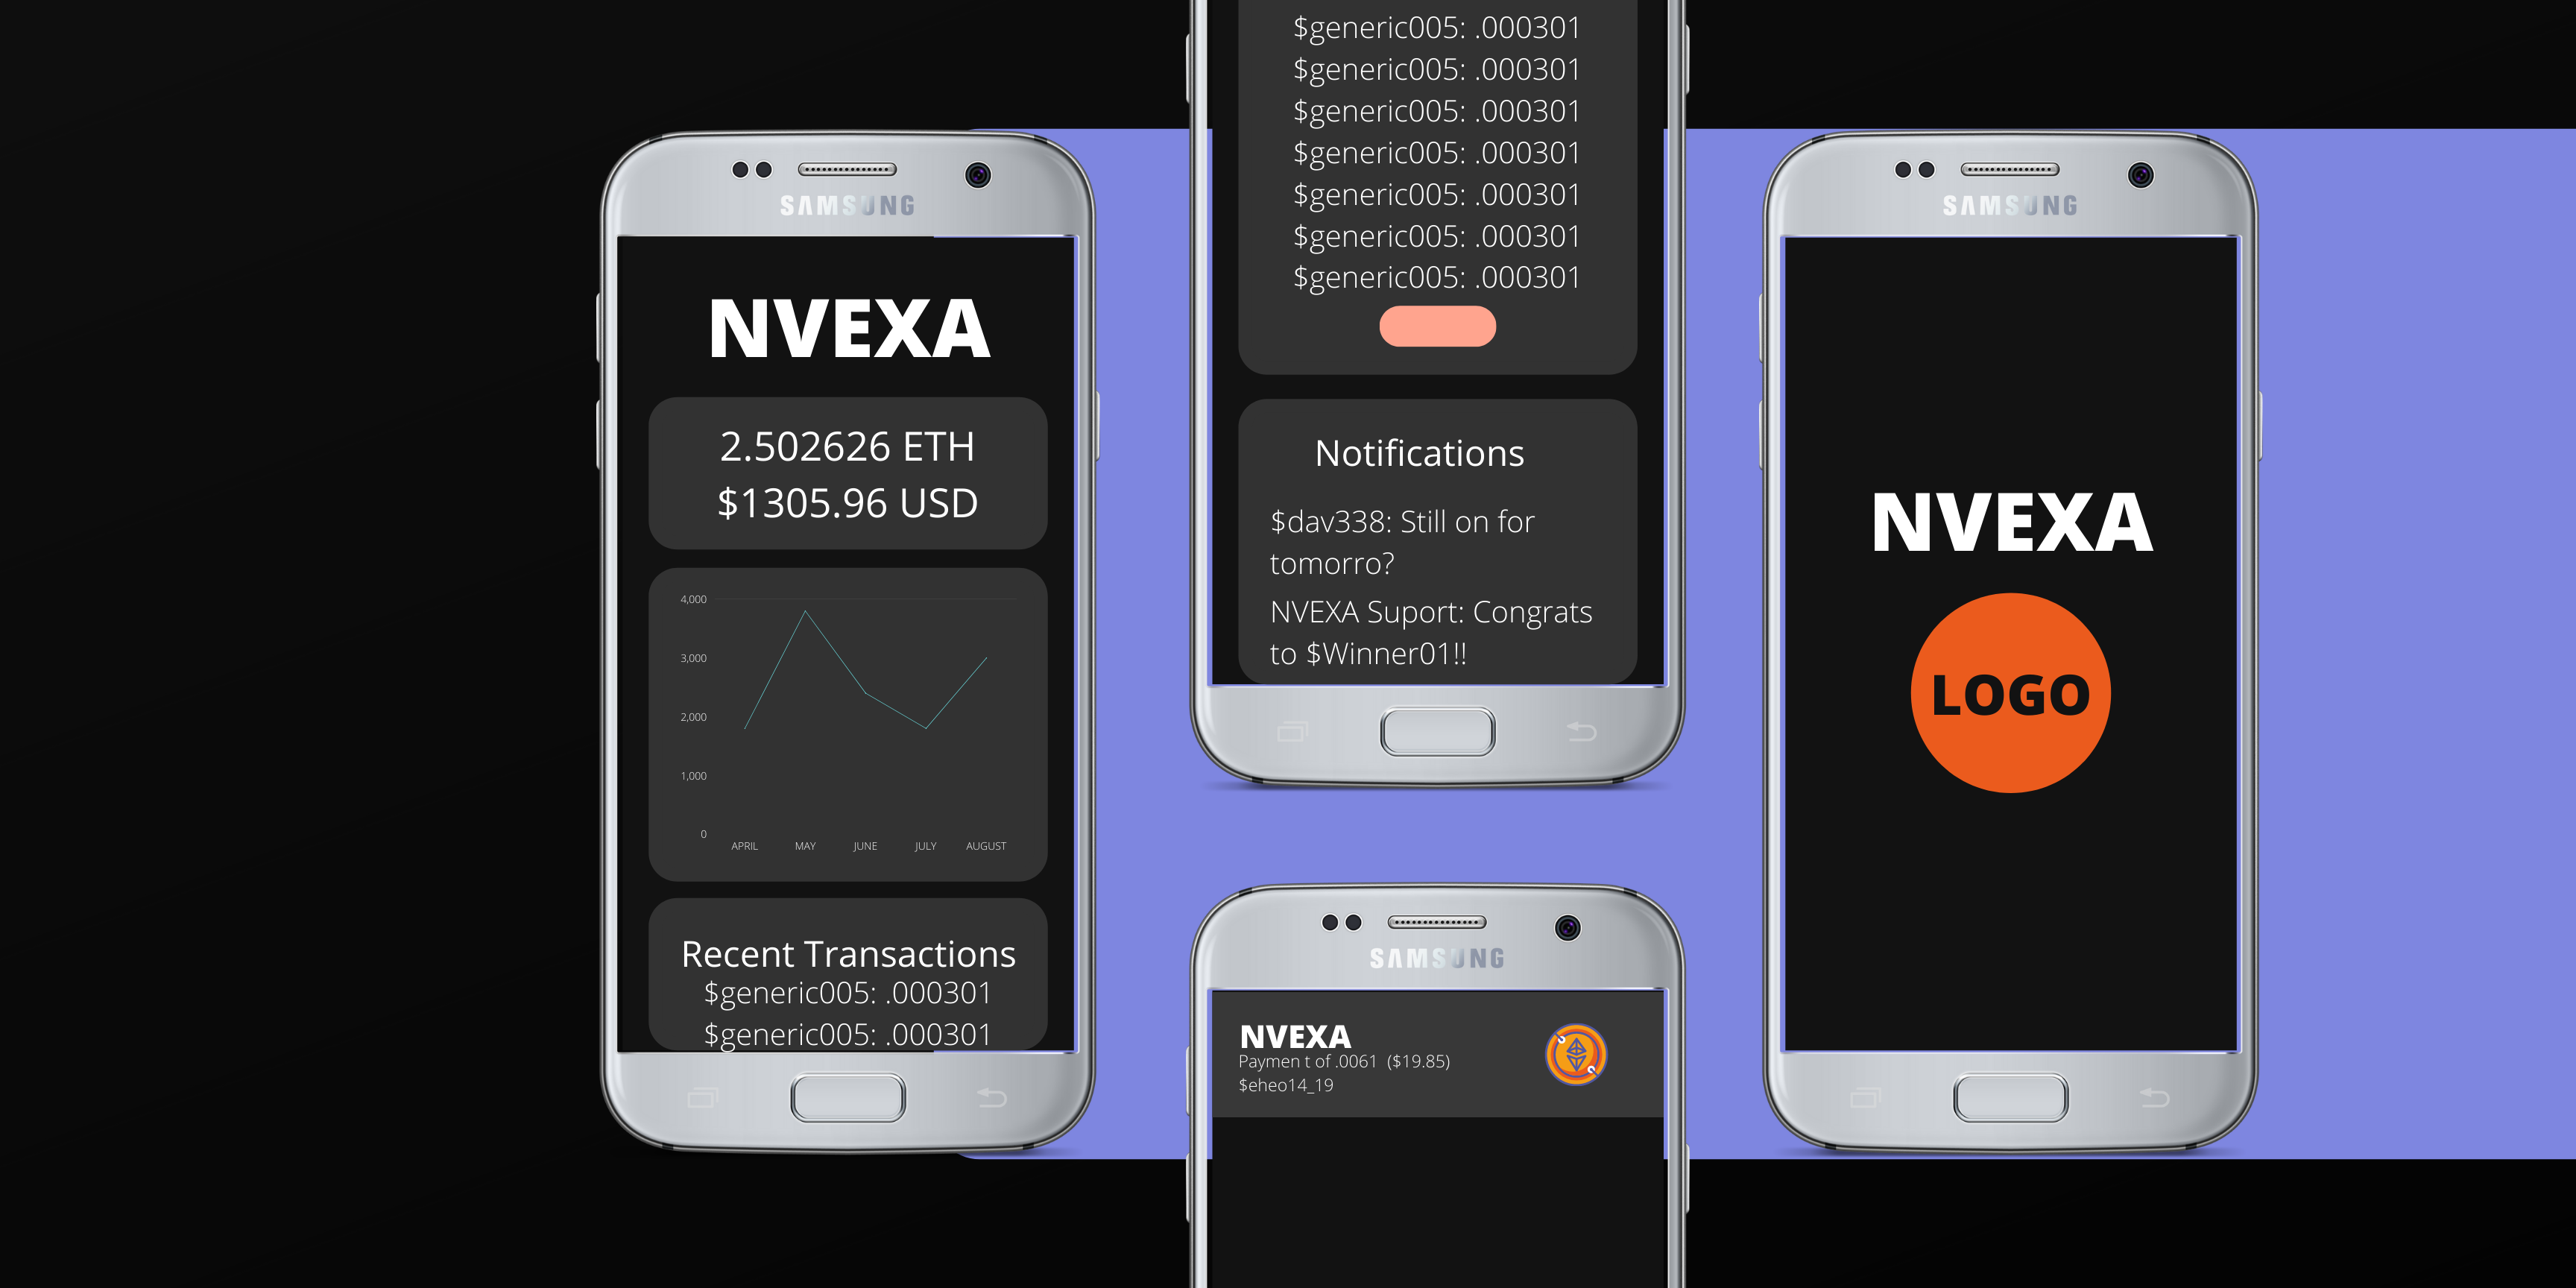 SAMSUNG
NVEXA
2.502626 ETH
$1305.96 USD
4,000
3,000
2,000
1,000
0
APRIL MAY JUNE JULY AUGUST
Recent Transactions
$generic005: .000301
$generic005: .000301
$generic005: .000301
$generic005: .000301
$generic005: .000301
$generic005: .000301
$generic005: .000301
$generic005: .000301
$generic005: .000301
Notifications
$dav338: Still on for
tomorro?
NVEXA Suport: Congrats
to $Winner01!!
SAMSUNG
NVEXA
Paymen t of .0061 ($19.85)
$eheo14_19
SAMSUNG
NVEXA
LOGO